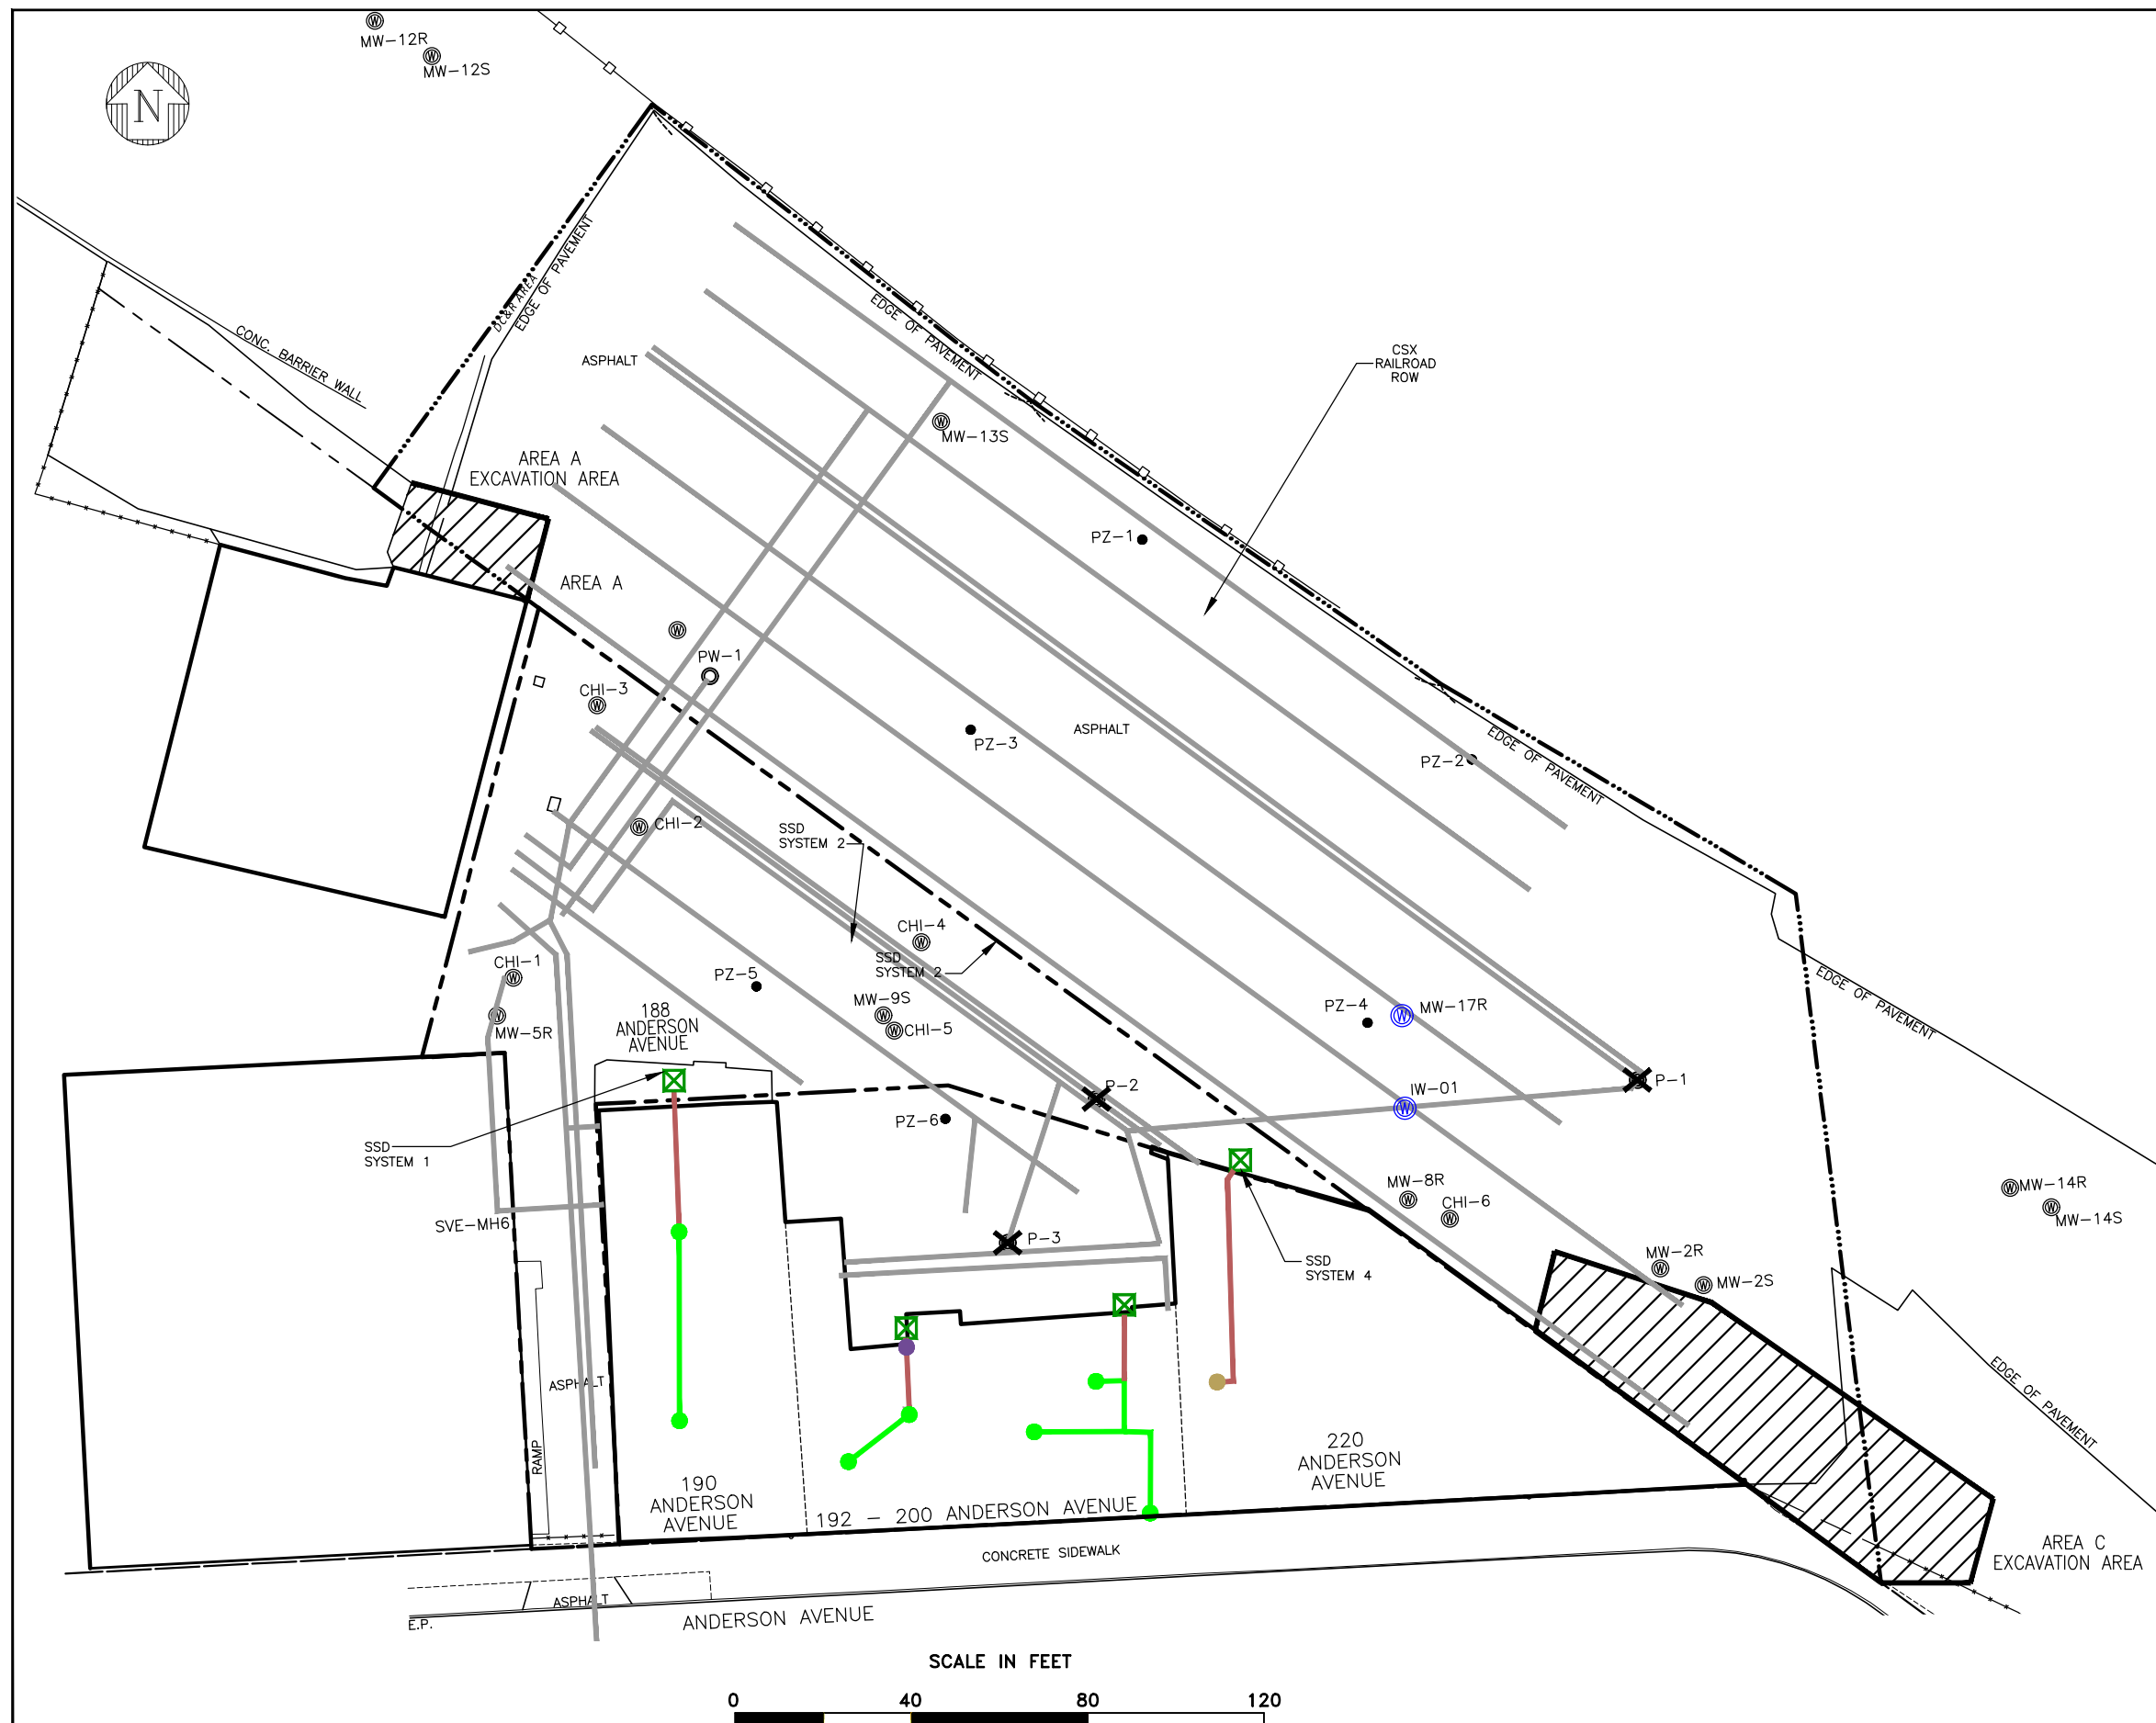 MW-12R
MW-12S
N
EDGE OF PAVEMENT
DC&R AREA
CONC. BARRIER WALL
EDGE OF PAVEMENT
ASPHALT
CSX
RAILROAD
ROW
MW-13S
AREA A
EXCAVATION AREA
PZ-1
AREA A
PW-1
CHI-3
PZ-3
ASPHALT
PZ-2
EDGE OF PAVEMENT
CHI-2
SSD
SYSTEM 2
CHI-4
SSD
SYSTEM 2
CHI-1
PZ-5
MW-9S
CHI-5
MW-5R
188
ANDERSON
AVENUE
PZ-4
MW-17R
EDGE OF PAVEMENT
P-2
IW-01
P-1
PZ-6
SSD
SYSTEM 1
MW-8R
CHI-6
MW-14R
MW-14S
SVE-MH6
P-3
SSD
SYSTEM 4
MW-2R
MW-2S
ASPHALT
RAMP
EDGE OF PAVEMENT
190
ANDERSON
AVENUE
192 - 200 ANDERSON AVENUE
220
ANDERSON
AVENUE
CONCRETE SIDEWALK
AREA C
EXCAVATION AREA
ASPHALT
E.P.
ANDERSON AVENUE
SCALE IN FEET
0 40 80 120